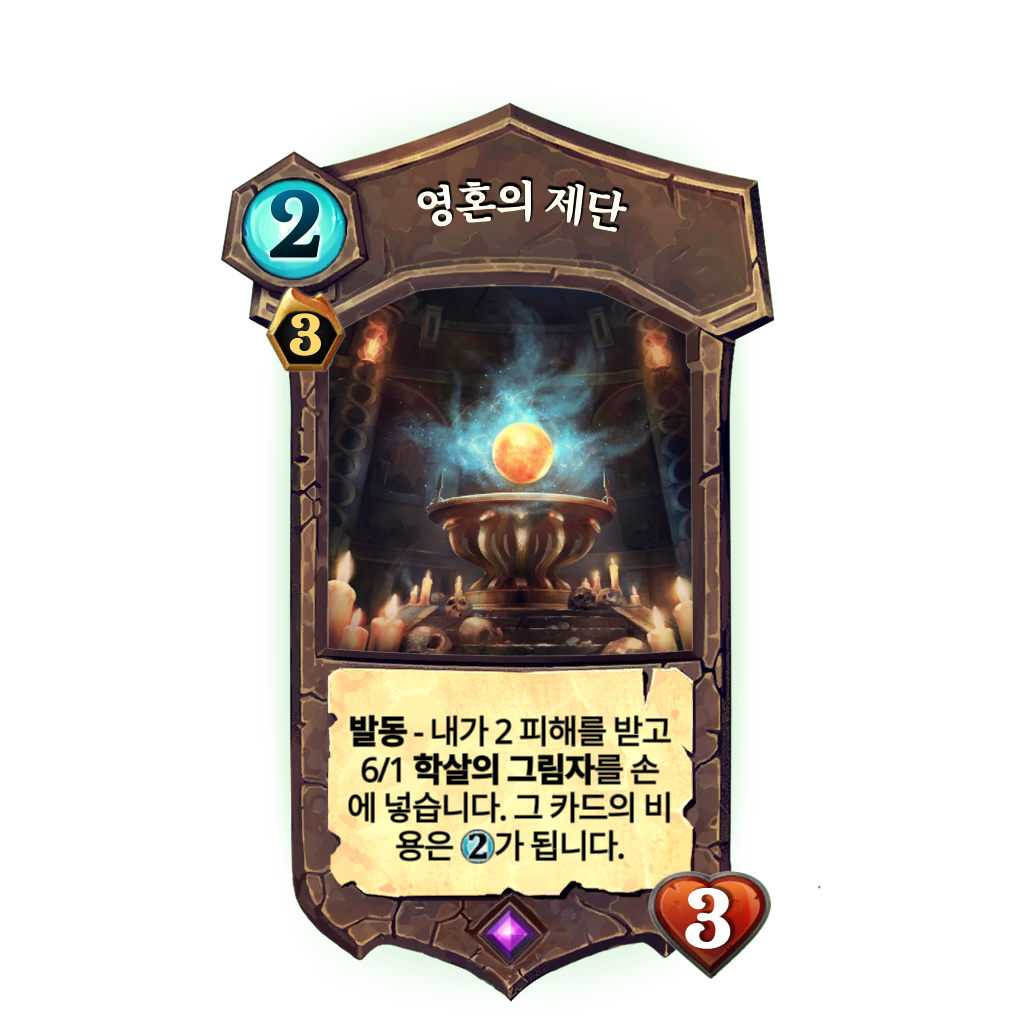 2
영혼의 제단
3
발동 - 내가 2 피해를 받고
6/1 학살의 그림자를 손
에 넣습니다. 그 카드의 비
용은 2가 됩니다.
3